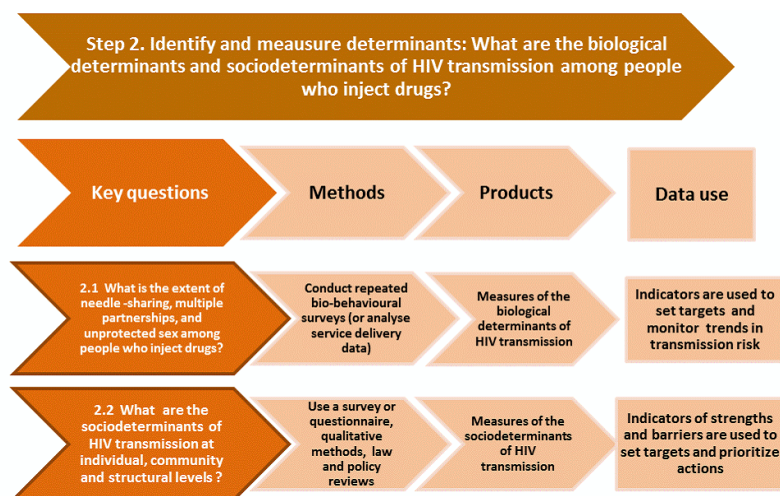 Step 2. Identify and meausure determinants: What are the biological
determinants and sociodeterminants of HIV transmission among people
who inject drugs?
Key questions
Methods
Products
Data use
2.1 What is the extent of
needle -sharing, multiple
partnerships, and
unprotected sex among
people who inject drugs?
Conduct repeated
bio-behavioural
surveys (or analyse
service delivery
data)
Measures of the
biological
determinants of
HIV transmission
Indicators are used to
set targets and
monitor trends in
transmission risk
2.2 What are the
sociodeterminants of
HIV transmission at
individual, community
and structural levels ?
Use a survey or
questionnaire,
qualitative
methods, law
and policy
reviews
Measures of the
sociodeterminants
of HIV
transmission
Indicators of strengths
and barriers are used to
set targets and prioritize
actions